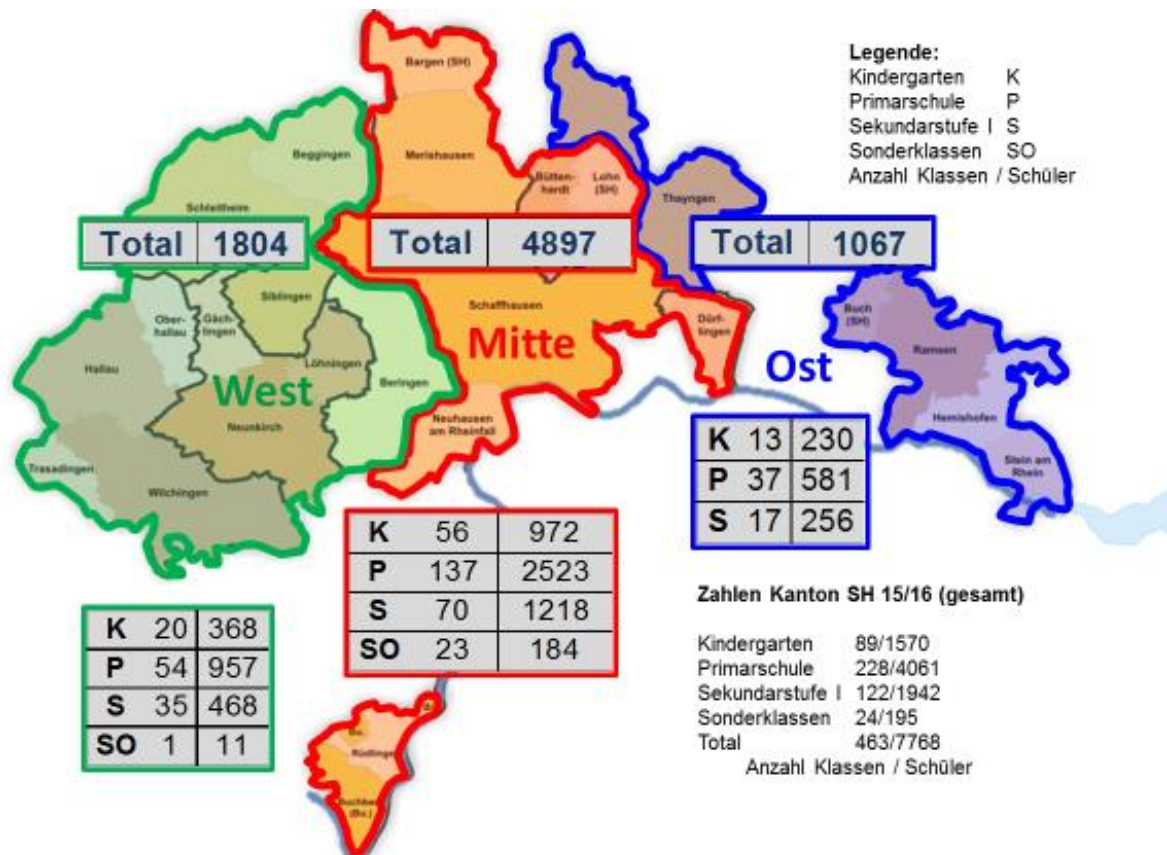 Legende:
Kindergarten K
Primarschule P
Sekundarstufe I S
Sonderklassen SO
Anzahl Klassen / Schüler
Bargen (SH)
Merishausen
Beggingen
Schleitheim
Bütten-
hardt
Lohn
(SH)
Thayngen
Total 1804
Total 4897
Total 1067
Siblingen
Ober-
hallau
Gäch-
lingen
Löhningen
Hallau
West
Beringen
Neunkirch
Trasadingen
Wilchingen
Schaffhausen
Mitte
Dörf-
lingen
Neuhausen
am Rheinfall
Ost
Buch
(SH)
Ramsen
Hemishofen
Stein am
Rhein
K 13 230
P 37 581
S 17 256
K 56 972
P 137 2523
S 70 1218
SO 23 184
K 20 368
P 54 957
S 35 468
SO 1 11
Bu.
Rüdlingen
(Bu.)
Zahlen Kanton SH 15/16 (gesamt)
Kindergarten 89/1570
Primarschule 228/4061
Sekundarstufe I 122/1942
Sonderklassen 24/195
Total 463/7768
Anzahl Klassen / Schüler